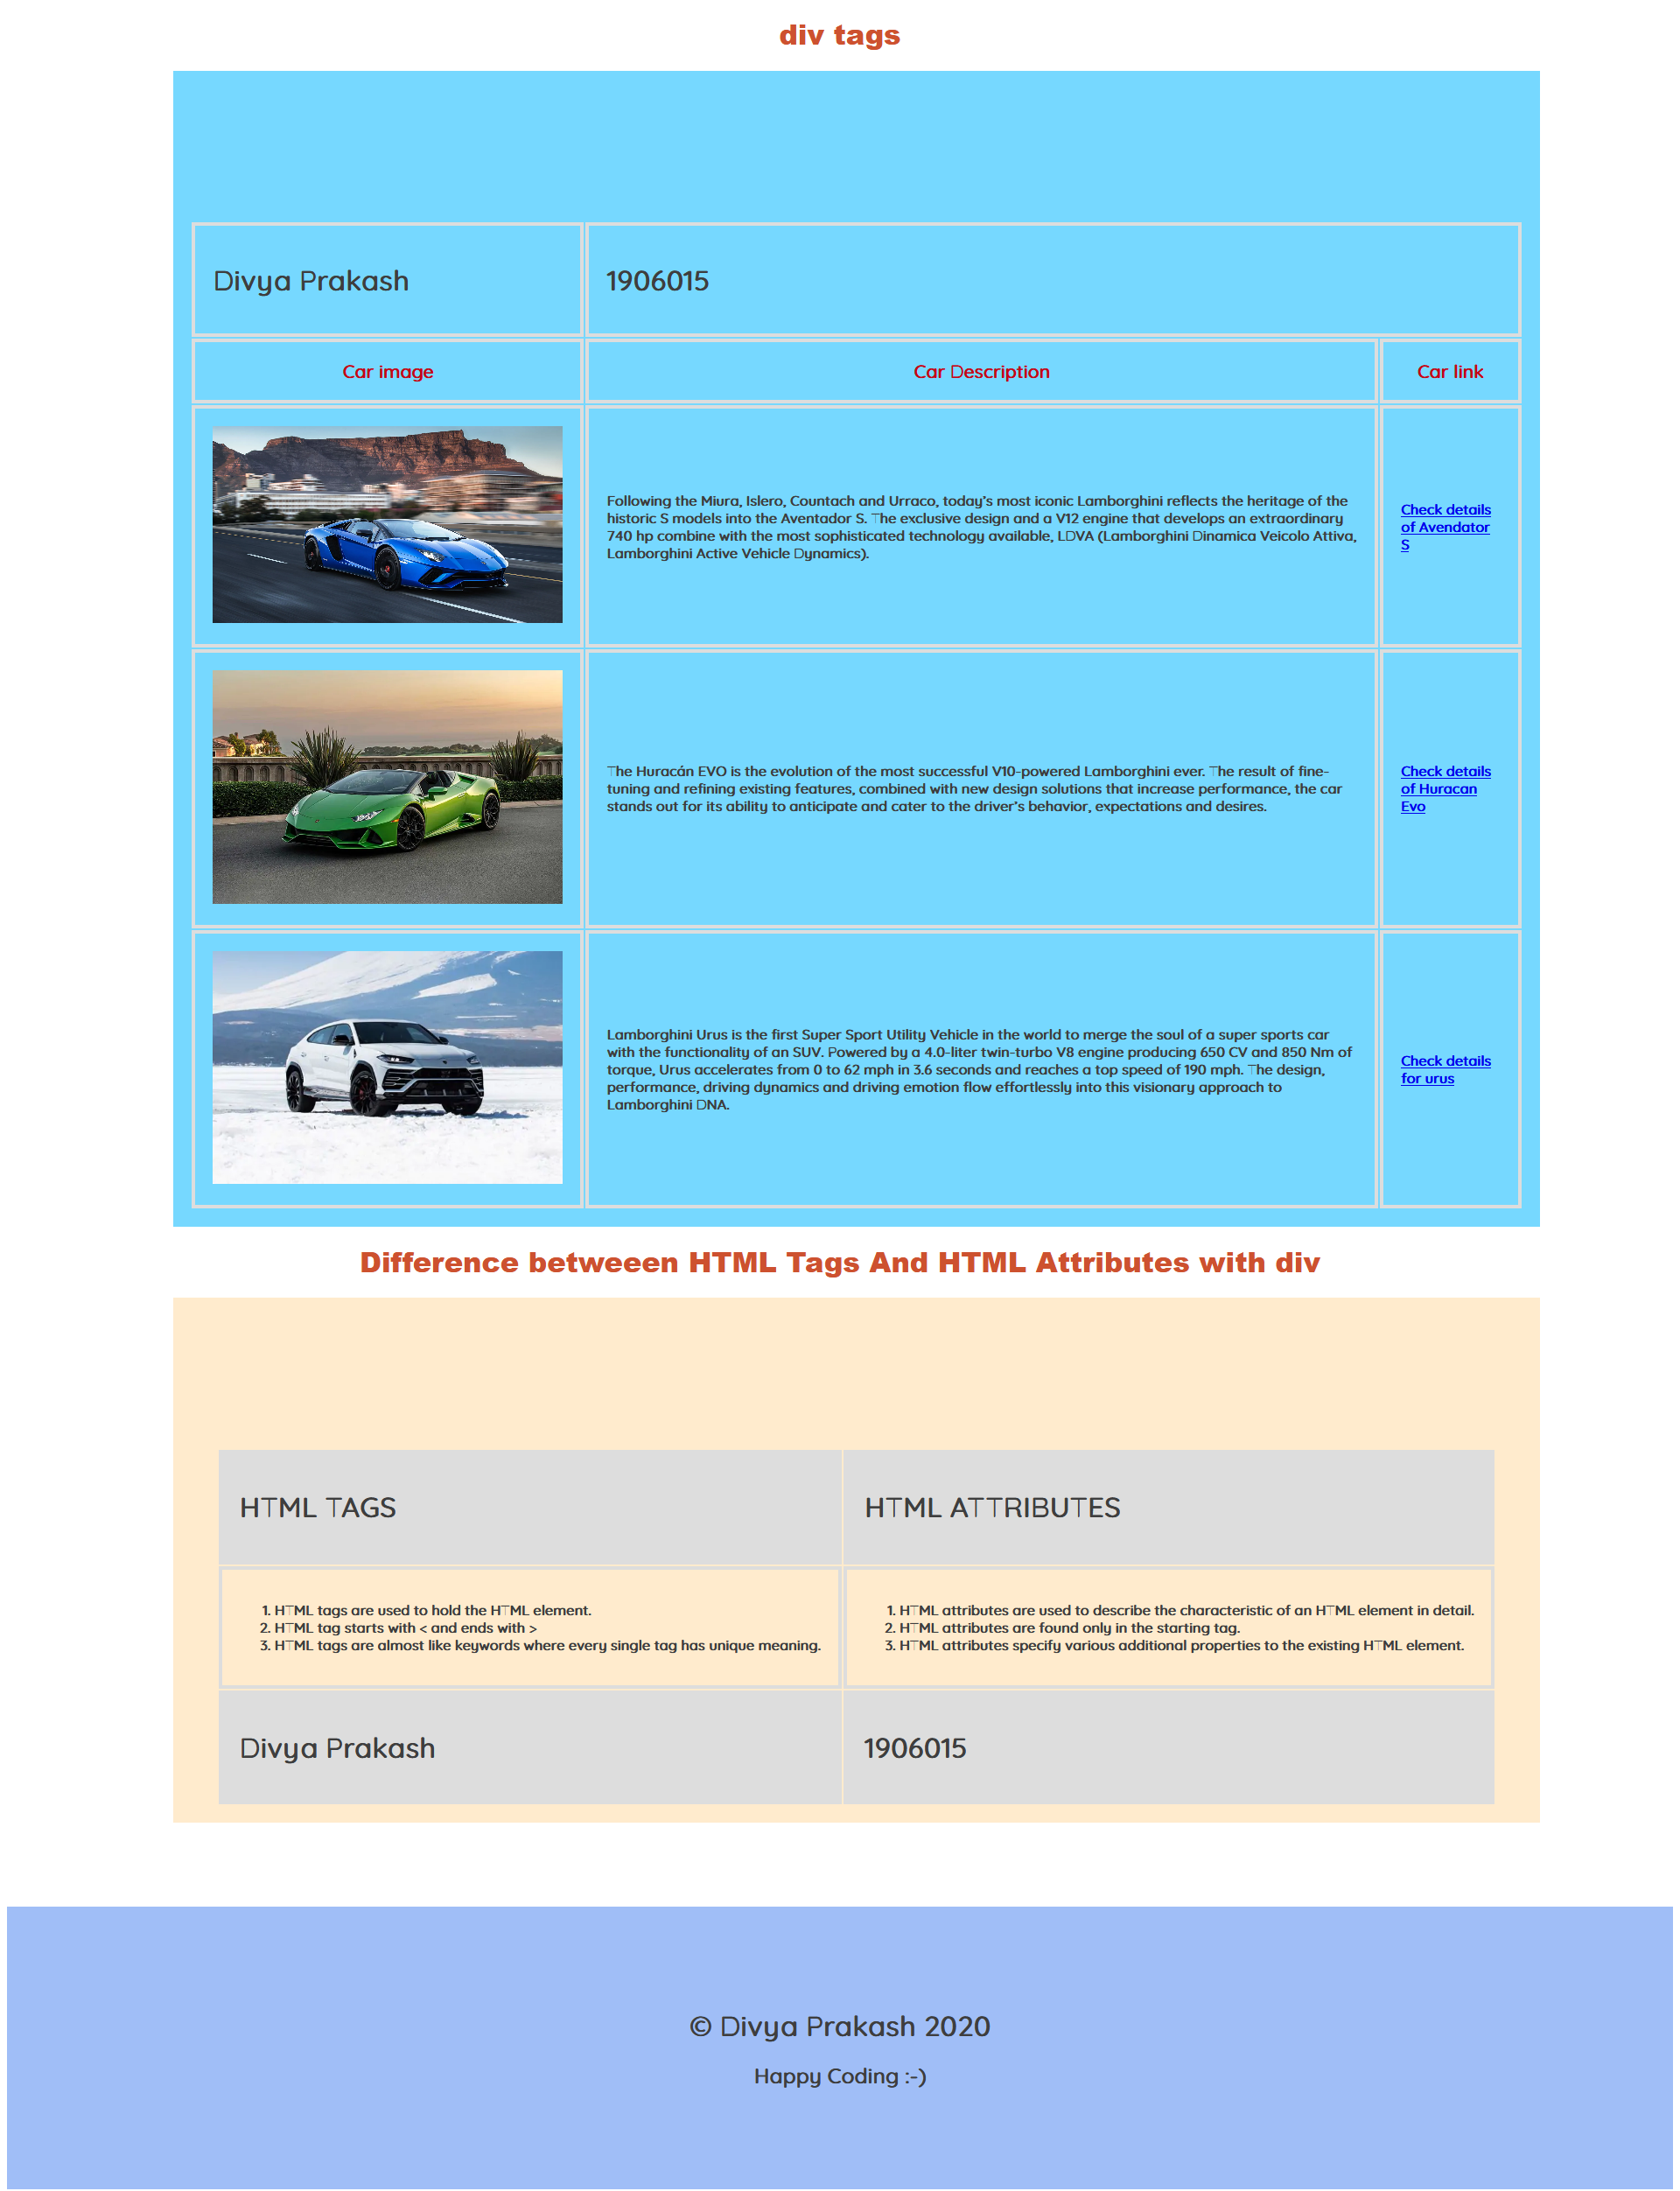 div tags
Divya Prakash
1906015
Car image
Car Description
Car link
Following the Miura, Islero, Countach and Urraco, today's most iconic Lamborghini reflects the heritage of the
historic S models into the Aventador S. The exclusive design and a V12 engine that develops an extraordinary
740 hp combine with the most sophisticated technology available, LDVA (Lamborghini Dinamica Veicolo Attiva,
Lamborghini Active Vehicle Dynamics).
Check details
of Avendator
S
The Huracán EVO is the evolution of the most successful V10-powered Lamborghini ever. The result of fine-
tuning and refining existing features, combined with new design solutions that increase performance, the car
stands out for its ability to anticipate and cater to the driver's behavior, expectations and desires.
Check details
of Huracan
Evo
Lamborghini Urus is the first Super Sport Utility Vehicle in the world to merge the soul of a super sports car
with the functionality of an SUV. Powered by a 4.0-liter twin-turbo V8 engine producing 650 CV and 850 Nm of
torque, Urus accelerates from 0 to 62 mph in 3.6 seconds and reaches a top speed of 190 mph. The design,
performance, driving dynamics and driving emotion flow effortlessly into this visionary approach to
Lamborghini DNA.
Check details
for urus
Difference betweeen HTML Tags And HTML Attributes with div
HTML TAGS
HTML ATTRIBUTES
1. HTML tags are used to hold the HTML element.
2. HTML tag starts with < and ends with >
3. HTML tags are almost like keywords where every single tag has unique meaning.
1. HTML attributes are used to describe the characteristic of an HTML element in detail.
2. HTML attributes are found only in the starting tag.
3. HTML attributes specify various additional properties to the existing HTML element.
Divya Prakash
1906015
© Divya Prakash 2020
Happy Coding :-)